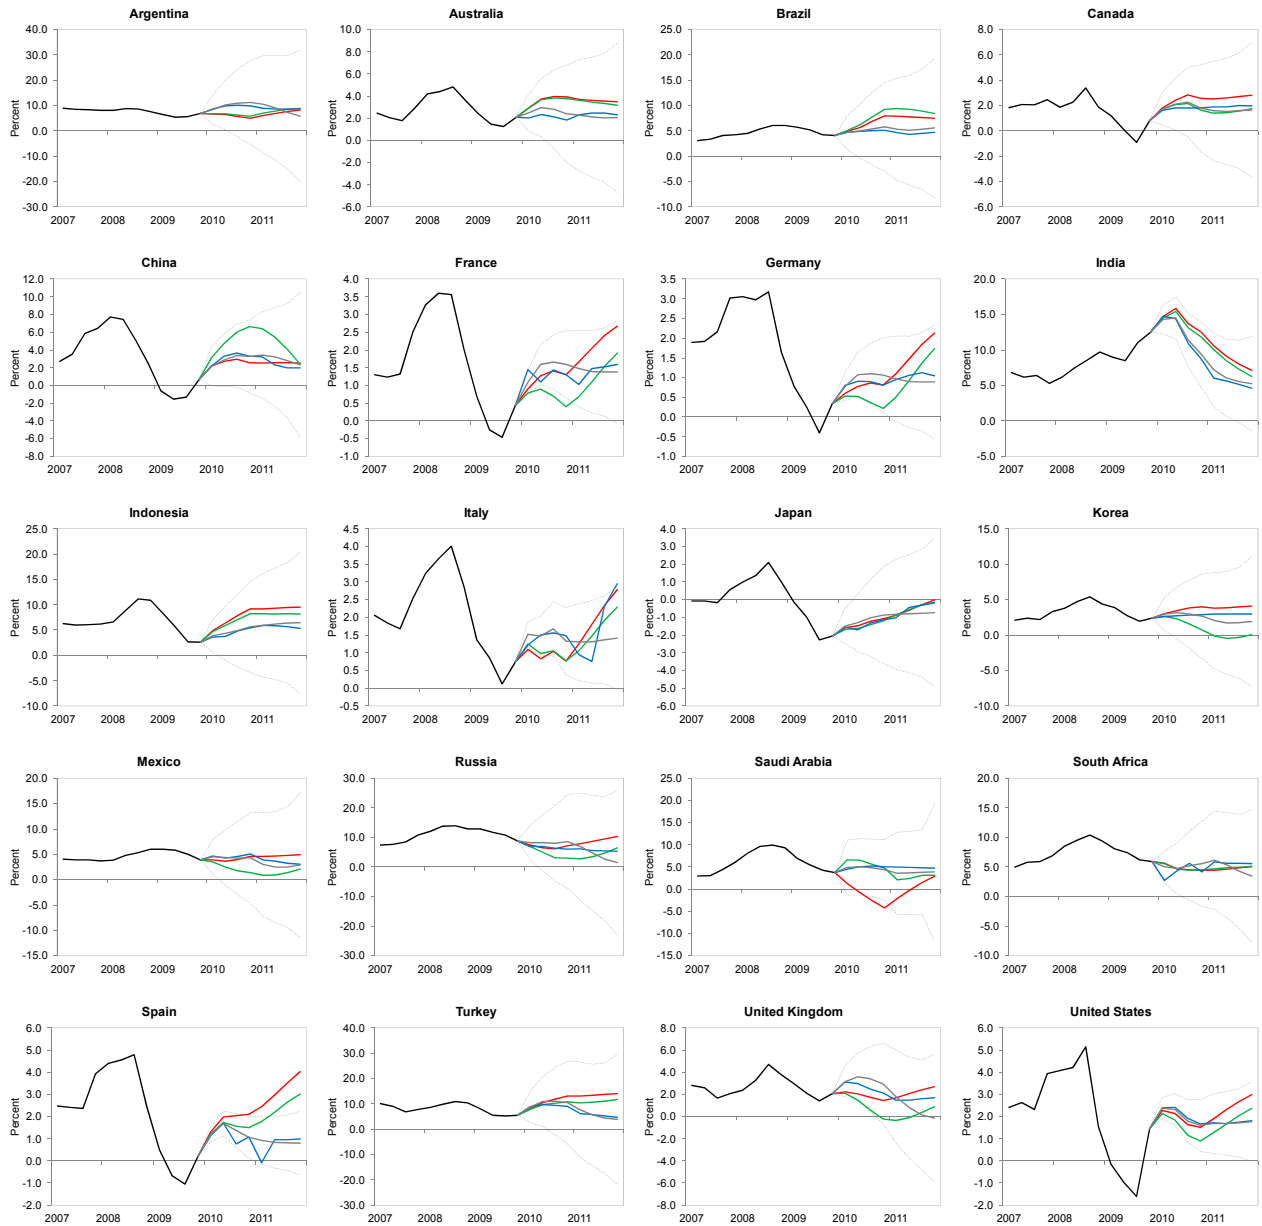 Argentina
Percent
40.0
30.0
20.0
10.0
0.0
-10.0
-20.0
-30.0
2007 2008 2009 2010 2011
Australia
Percent
10.0
8.0
6.0
4.0
2.0
0.0
-2.0
-4.0
-6.0
2007 2008 2009 2010 2011
Brazil
Percent
25.0
20.0
15.0
10.0
5.0
0.0
-5.0
-10.0
2007 2008 2009 2010 2011
Canada
Percent
8.0
6.0
4.0
2.0
0.0
-2.0
-4.0
-6.0
2007 2008 2009 2010 2011
China
Percent
12.0
10.0
8.0
6.0
4.0
2.0
0.0
-2.0
-4.0
-6.0
-8.0
2007 2008 2009 2010 2011
France
Percent
4.0
3.5
3.0
2.5
2.0
1.5
1.0
0.5
0.0
-0.5
-1.0
2007 2008 2009 2010 2011
Germany
Percent
3.5
3.0
2.5
2.0
1.5
1.0
0.5
0.0
-0.5
-1.0
2007 2008 2009 2010 2011
India
Percent
20.0
15.0
10.0
5.0
0.0
-5.0
2007 2008 2009 2010 2011
Indonesia
Percent
25.0
20.0
15.0
10.0
5.0
0.0
-5.0
-10.0
2007 2008 2009 2010 2011
Italy
Percent
4.5
4.0
3.5
3.0
2.5
2.0
1.5
1.0
0.5
0.0
-0.5
2007 2008 2009 2010 2011
Japan
Percent
4.0
3.0
2.0
1.0
0.0
-1.0
-2.0
-3.0
-4.0
-5.0
-6.0
2007 2008 2009 2010 2011
Korea
Percent
15.0
10.0
5.0
0.0
-5.0
-10.0
2007 2008 2009 2010 2011
Mexico
Percent
20.0
15.0
10.0
5.0
0.0
-5.0
-10.0
-15.0
2007 2008 2009 2010 2011
Russia
Percent
30.0
20.0
10.0
0.0
-10.0
-20.0
-30.0
2007 2008 2009 2010 2011
Saudi Arabia
Percent
25.0
20.0
15.0
10.0
5.0
0.0
-5.0
-10.0
-15.0
2007 2008 2009 2010 2011
South Africa
Percent
20.0
15.0
10.0
5.0
0.0
-5.0
-10.0
2007 2008 2009 2010 2011
Spain
Percent
6.0
5.0
4.0
3.0
2.0
1.0
0.0
-1.0
-2.0
2007 2008 2009 2010 2011
Turkey
Percent
40.0
30.0
20.0
10.0
0.0
-10.0
-20.0
-30.0
2007 2008 2009 2010 2011
United Kingdom
Percent
8.0
6.0
4.0
2.0
0.0
-2.0
-4.0
-6.0
-8.0
2007 2008 2009 2010 2011
United States
Percent
6.0
5.0
4.0
3.0
2.0
1.0
0.0
-1.0
-2.0
2007 2008 2009 2010 2011